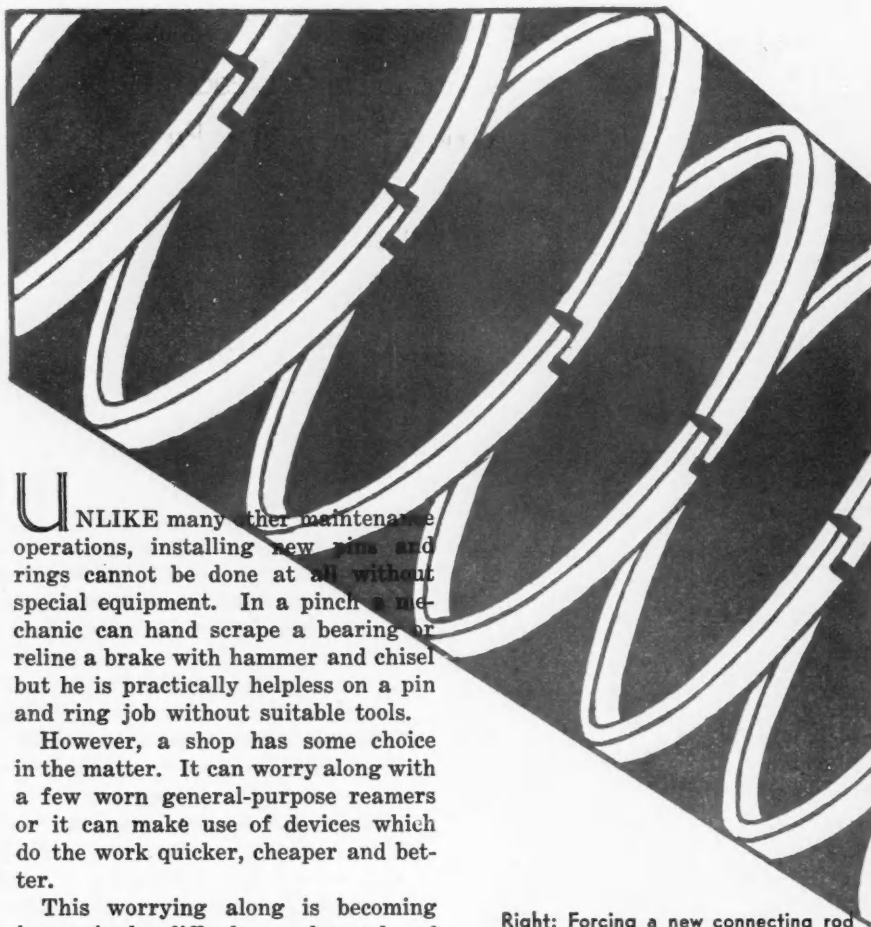 UNLIKE many other maintenance
operations, installing new pins and
rings cannot be done at all without
special equipment. In a pinch a me-
chanic can hand scrape a bearing or
reline a brake with hammer and chisel
but he is practically helpless on a pin
and ring job without suitable tools.
However, a shop has some choice
in the matter. It can worry along with
a few worn general-purpose reamers
or it can make use of devices which
do the work quicker, cheaper and bet-
ter.
This worrying along is becoming
Right: Forcing a new connecting rod